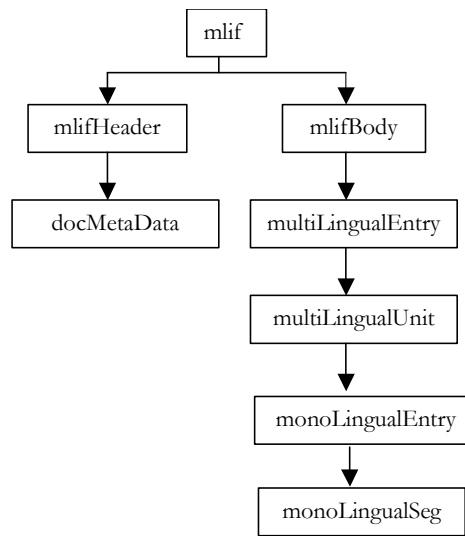 mlif
mlifHeader
mlifBody
docMetaData
multiLingualEntry
multiLingualUnit
monoLingualEntry
monoLingualSeg